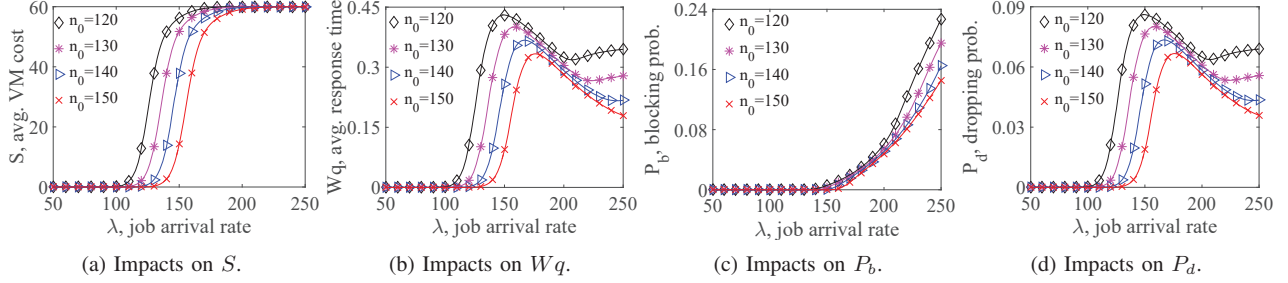 S, avg. VM cost
60
40
20
0
n0=120
n0=130
n0=140
n0=150
50 100 150 200 250
λ, job arrival rate
(a) Impacts on S.
Wq, avg. response time
0.45
0.3
0.15
0
n0=120
n0=130
n0=140
n0=150
50 100 150 200 250
λ, job arrival rate
(b) Impacts on Wq.
Pb, blocking prob.
0.24
0.16
0.08
0
n0=120
n0=130
n0=140
n0=150
50 100 150 200 250
λ, job arrival rate
(c) Impacts on Pb.
Pd, dropping prob.
0.09
0.06
0.03
0
n0=120
n0=130
n0=140
n0=150
50 100 150 200 250
λ, job arrival rate
(d) Impacts on Pd.